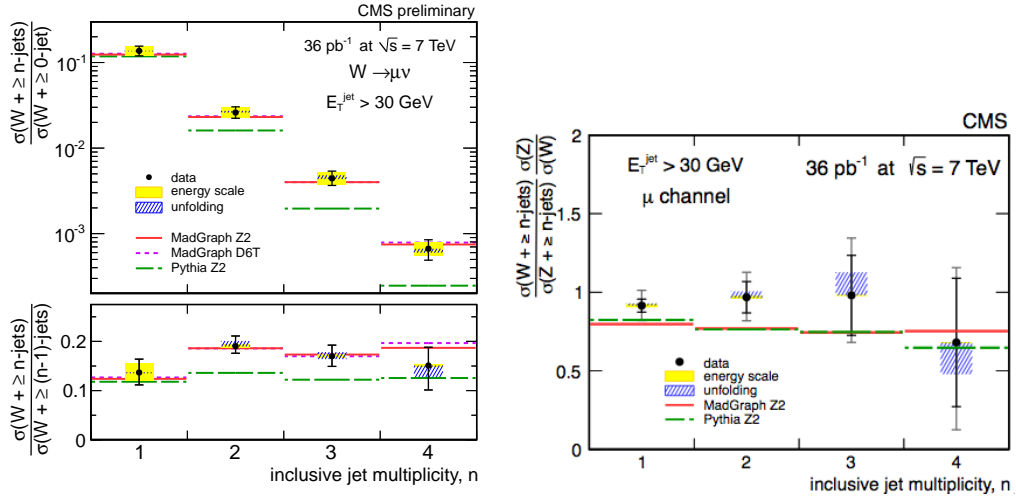 CMS preliminary
σ(W + ≥ n-jets)
σ(W + ≥ 0-jet)
36 pb⁻¹ at √s = 7 TeV
W →μν
E_T^jet > 30 GeV
10⁻¹
10⁻²
10⁻³
data
energy scale
unfolding
MadGraph Z2
MadGraph D6T
Pythia Z2
σ(W + ≥ n-jets)
σ(W + ≥ (n-1)-jets)
0.2
0.1
0
1 2 3 4
inclusive jet multiplicity, n
CMS
σ(W + ≥ n-jets) σ(Z)
σ(Z + ≥ n-jets) σ(W)
E_T^jet > 30 GeV
36 pb⁻¹ at √s = 7 TeV
μ channel
2
1.5
1
0.5
0
data
energy scale
unfolding
MadGraph Z2
Pythia Z2
1 2 3 4
inclusive jet multiplicity, n